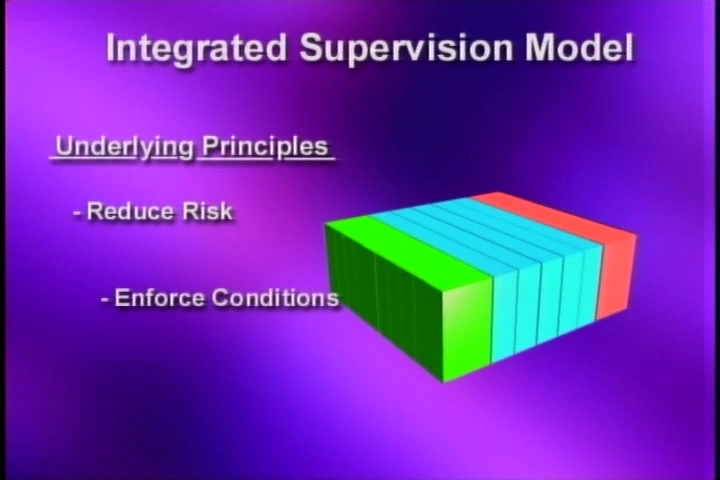 Integrated Supervision Model
Underlying Principles
- Reduce Risk
- Enforce Conditions